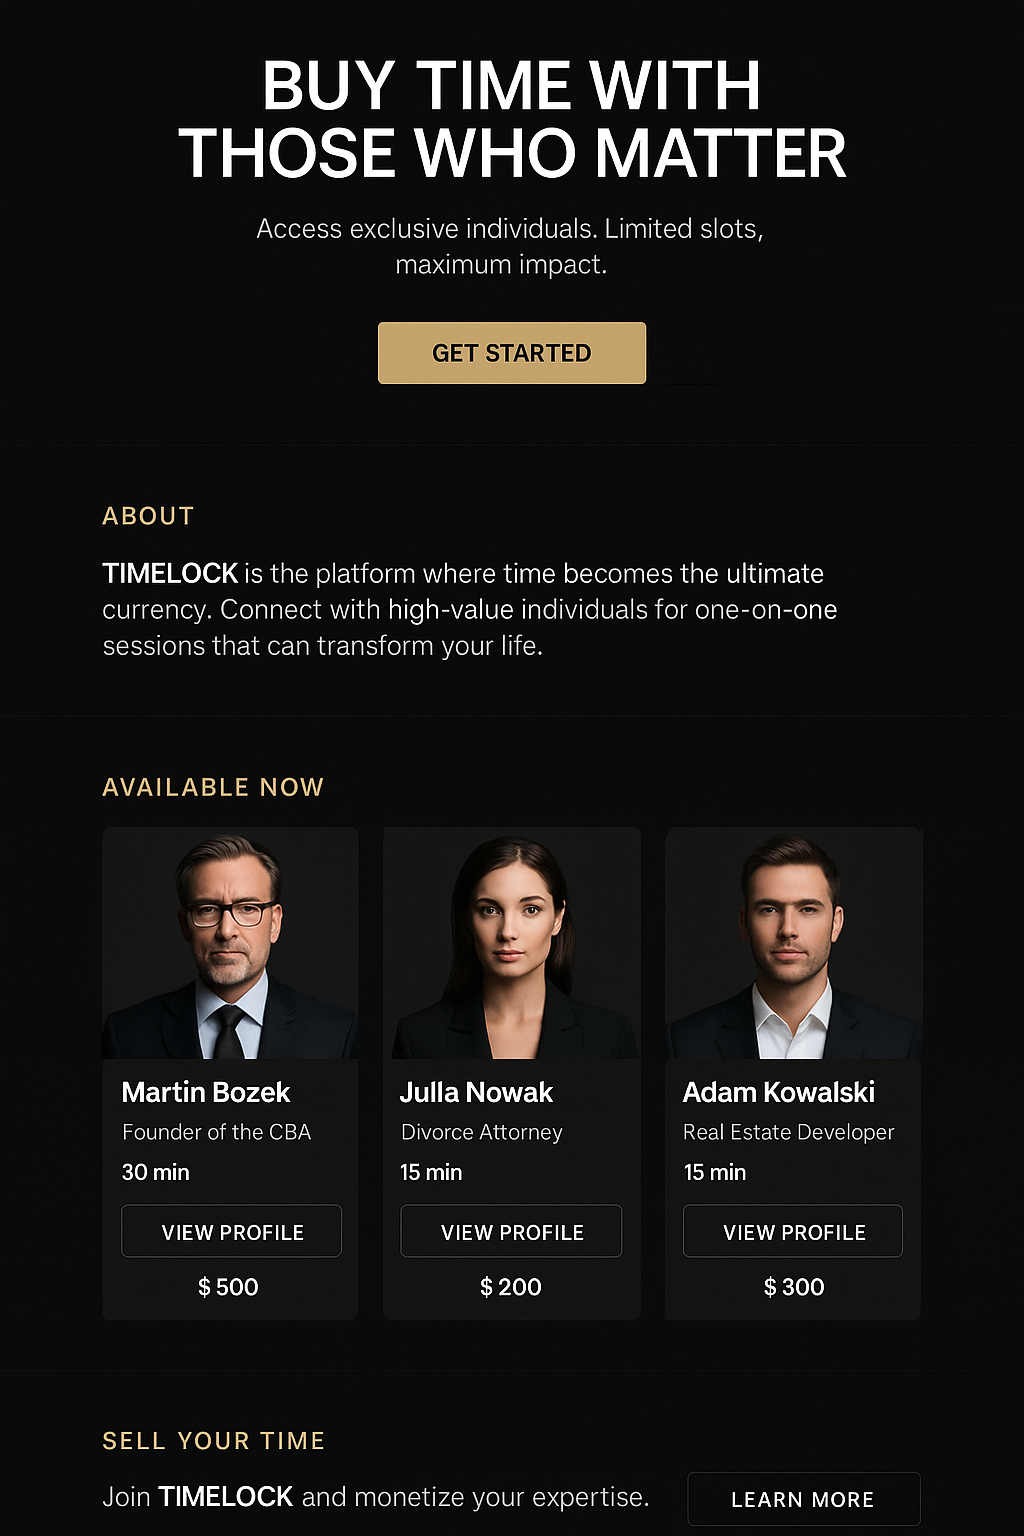 BUY TIME WITH
THOSE WHO MATTER
Access exclusive individuals. Limited slots,
maximum impact.
GET STARTED
ABOUT
TIMELOCK is the platform where time becomes the ultimate
currency. Connect with high-value individuals for one-on-one
sessions that can transform your life.
AVAILABLE NOW
Martin Bozek
Founder of the CBA
30 min
VIEW PROFILE
$ 500
Julla Nowak
Divorce Attorney
15 min
VIEW PROFILE
$ 200
Adam Kowalski
Real Estate Developer
15 min
VIEW PROFILE
$ 300
SELL YOUR TIME
Join TIMELOCK and monetize your expertise.
LEARN MORE